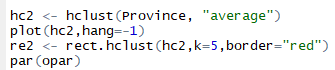 hc2 <- hclust(Province, "average")
plot(hc2,hang=-1)
re2 <- rect.hclust(hc2,k=5,border="red")
par(opar)